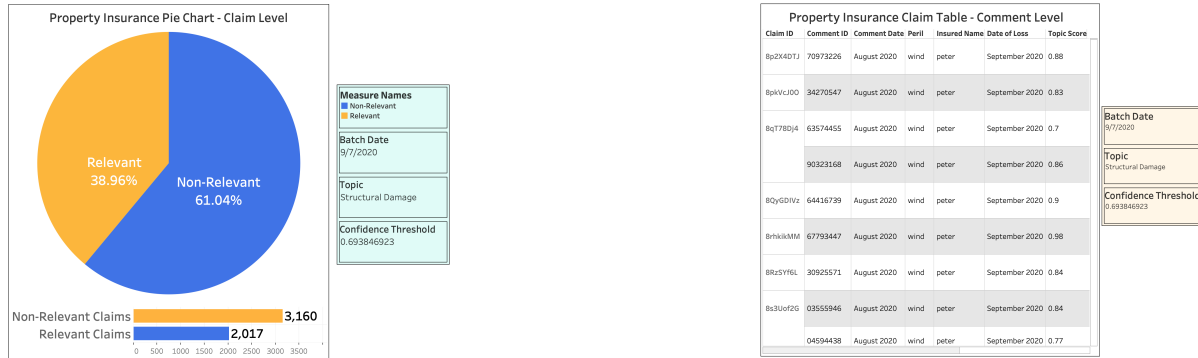 Property Insurance Pie Chart - Claim Level
Relevant
38.96%
Non-Relevant
61.04%
Non-Relevant Claims 3,160
Relevant Claims 2,017
0 500 1000 1500 2000 2500 3000 3500
Measure Names
Non-Relevant
Relevant
Batch Date
9/7/2020
Topic
Structural Damage
Confidence Threshold
0.693846923
Property Insurance Claim Table - Comment Level
Claim ID Comment ID Comment Date Peril Insured Name Date of Loss Topic Score
8p2X4DTJ 70973226 August 2020 wind peter September 2020 0.88
8pkVcJ0O 34270547 August 2020 wind peter September 2020 0.83
8qT78Dj4 63574455 August 2020 wind peter September 2020 0.7
90323168 August 2020 wind peter September 2020 0.86
8QyGDIVz 64416739 August 2020 wind peter September 2020 0.9
8rhkikMM 67793447 August 2020 wind peter September 2020 0.98
8RzSYf6L 30925571 August 2020 wind peter September 2020 0.84
8s3Uof2G 03555946 August 2020 wind peter September 2020 0.84
04594438 August 2020 wind peter September 2020 0.77
Batch Date
9/7/2020
Topic
Structural Damage
Confidence Threshold
0.693846923